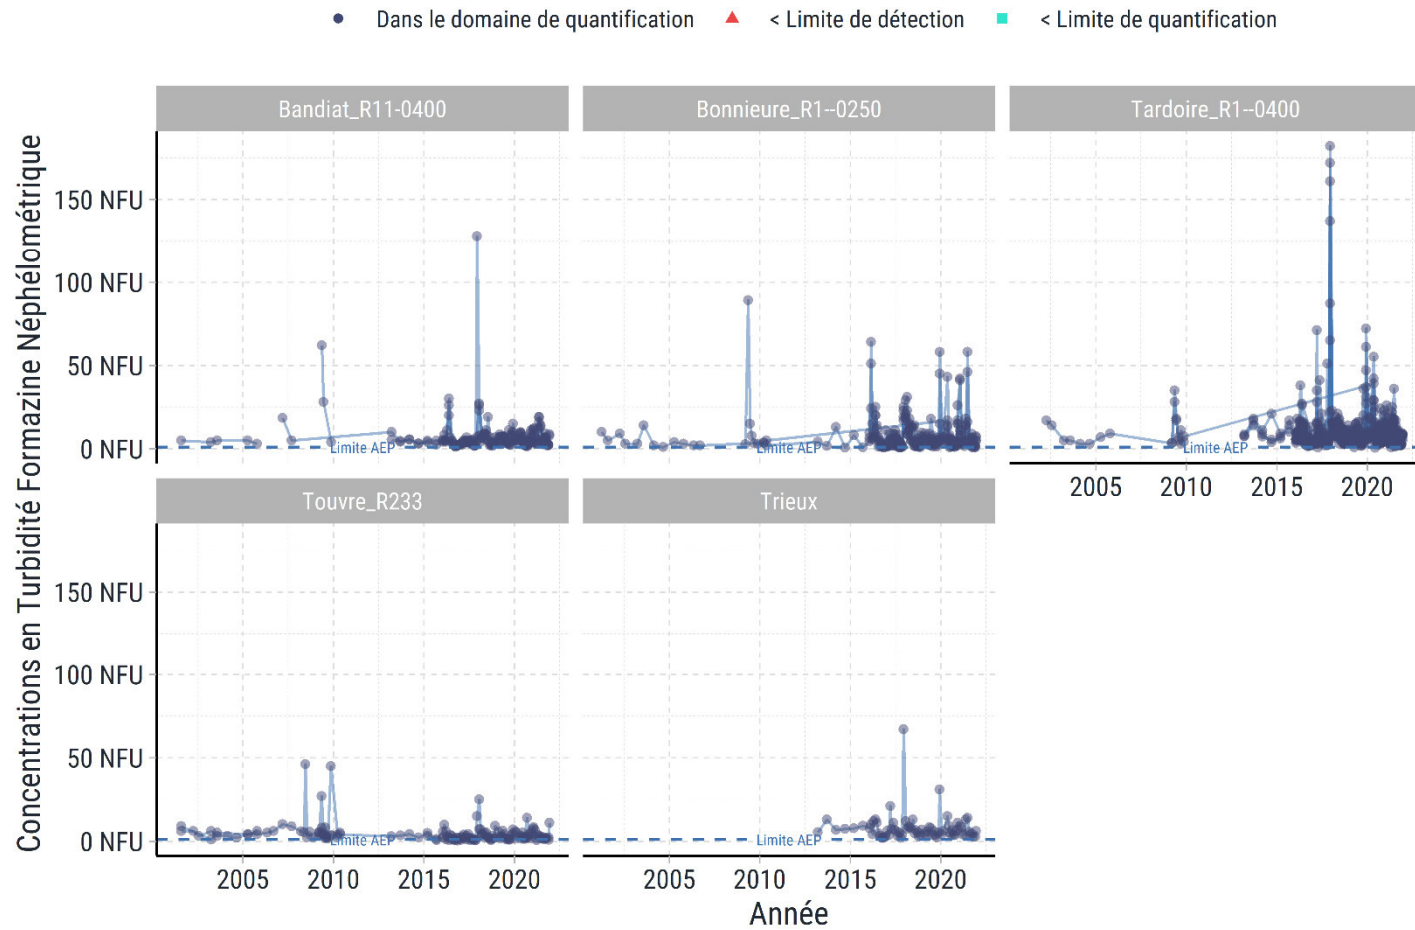 Dans le domaine de quantification < Limite de détection < Limite de quantification
Concentrations en Turbidité Formazine Néphélométrique
Bandiat_R11-0400 Bonnieure_R1--0250 Tardoire_R1--0400
150 NFU
100 NFU
50 NFU
0 NFU
Limite AEP Limite AEP Limite AEP
2005 2010 2015 2020
Touvre_R233 Trieux
150 NFU
100 NFU
50 NFU
0 NFU
Limite AEP Limite AEP
2005 2010 2015 2020 2005 2010 2015 2020
Année